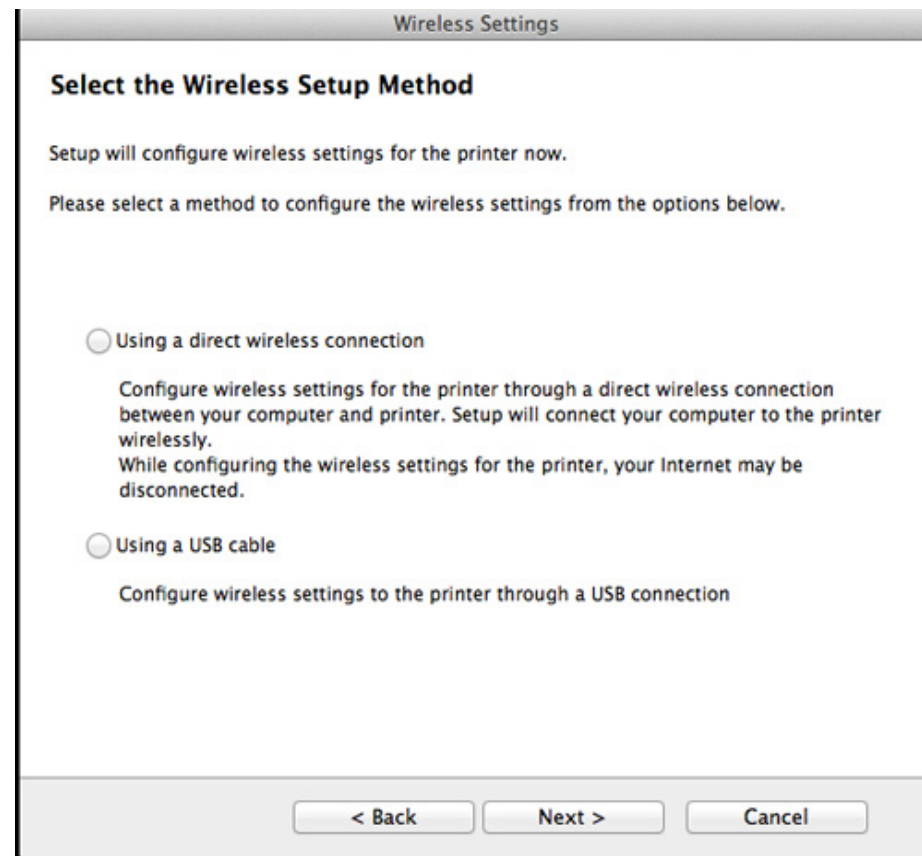 Wireless Settings
Select the Wireless Setup Method
Setup will configure wireless settings for the printer now.
Please select a method to configure the wireless settings from the options below.
Using a direct wireless connection
Configure wireless settings for the printer through a direct wireless connection
between your computer and printer. Setup will connect your computer to the printer
wirelessly.
While configuring the wireless settings for the printer, your Internet may be
disconnected.
Using a USB cable
Configure wireless settings to the printer through a USB connection
< Back
Next >
Cancel